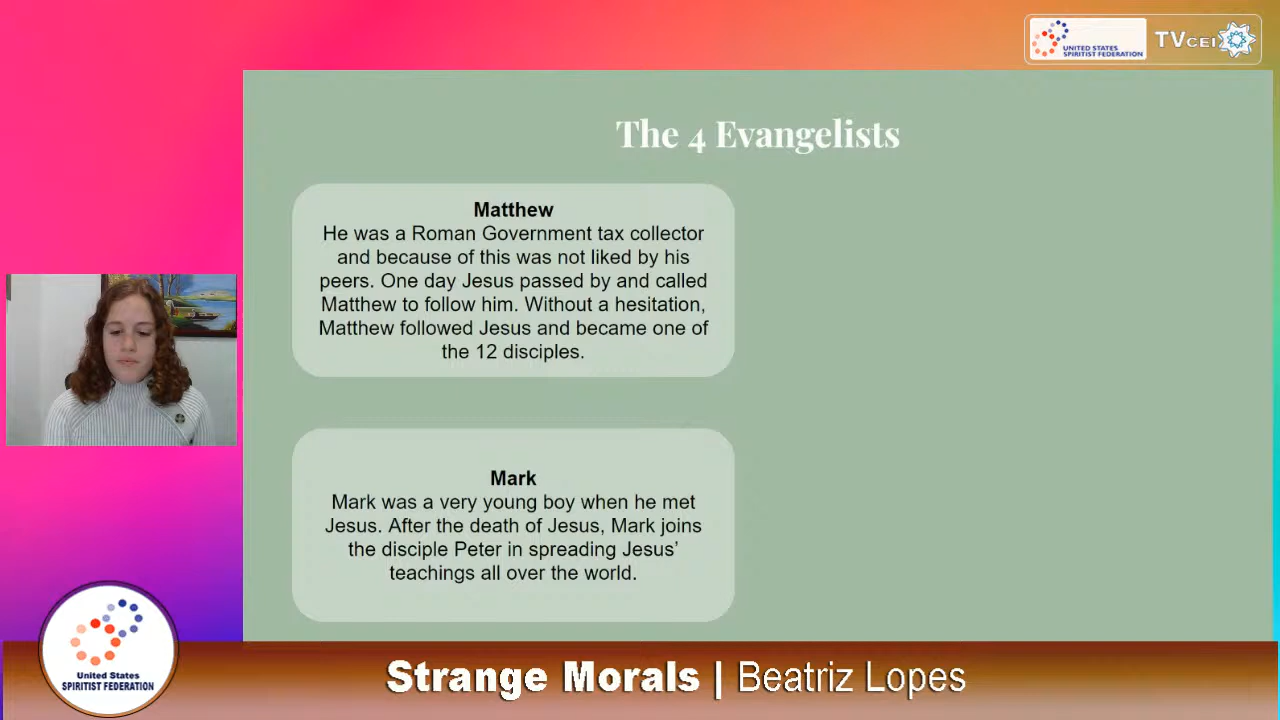 UNITED STATES
SPIRITIST FEDERATION
TVCEI
The 4 Evangelists
Matthew
He was a Roman Government tax collector
and because of this was not liked by his
peers. One day Jesus passed by and called
Matthew to follow him. Without a hesitation,
Matthew followed Jesus and became one of
the 12 disciples.
Mark
Mark was a very young boy when he met
Jesus. After the death of Jesus, Mark joins
the disciple Peter in spreading Jesus’
teachings all over the world.
United States
SPIRITIST FEDERATION
Strange Morals | Beatriz Lopes